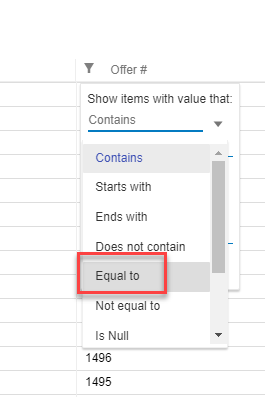 Offer #
Show items with value that:
Contains
Contains
Starts with
Ends with
Does not contain
Equal to
Not equal to
Is Null
1496
1495